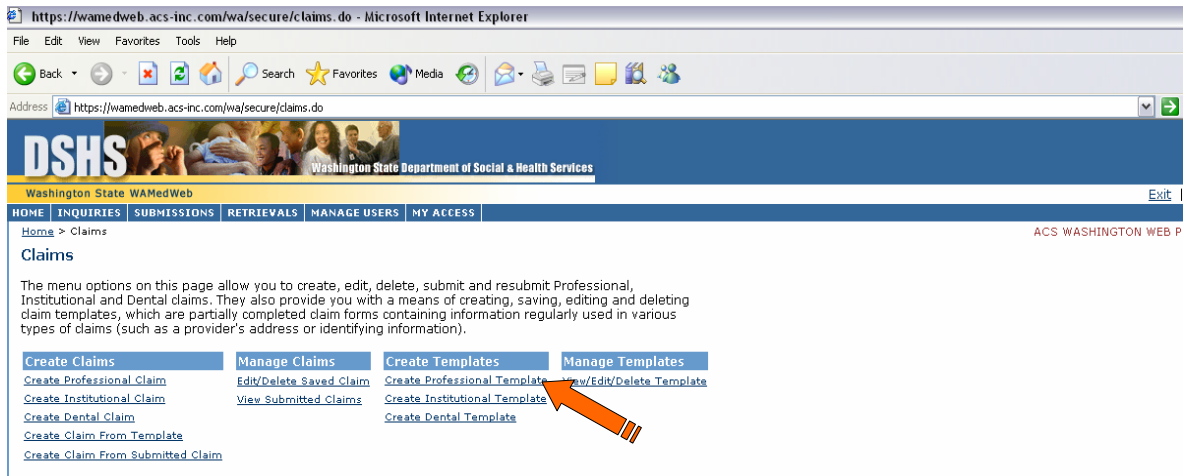 https://wamedweb.acs-inc.com/wa/secure/claims.do - Microsoft Internet Explorer
File Edit View Favorites Tools Help
Back Search Favorites Media
Address https://wamedweb.acs-inc.com/wa/secure/claims.do
DSHS Washington State Department of Social & Health Services
Washington State WAMedWeb Exit |
HOME INQUIRIES SUBMISSIONS RETRIEVALS MANAGE USERS MY ACCESS
Home > Claims ACS WASHINGTON WEB P
Claims
The menu options on this page allow you to create, edit, delete, submit and resubmit Professional,
Institutional and Dental claims. They also provide you with a means of creating, saving, editing and deleting
claim templates, which are partially completed claim forms containing information regularly used in various
types of claims (such as a provider's address or identifying information).
Create Claims Manage Claims Create Templates Manage Templates
Create Professional Claim Edit/Delete Saved Claim Create Professional Template View/Edit/Delete Template
Create Institutional Claim View Submitted Claims Create Institutional Template
Create Dental Claim Create Dental Template
Create Claim From Template
Create Claim From Submitted Claim